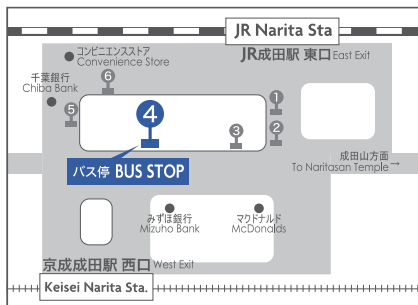 JR Narita Sta
JR成田駅 東口 East Exit
コンビニエンスストア
Convenience Store
千葉銀行
Chiba Bank
6
5
4
1
3
2
バス停 BUS STOP
成田山方面
To Naritasan Temple→
みずほ銀行
Mizuho Bank
マクドナルド
McDonalds
京成成田駅 西口 West Exit
Keisei Narita Sta.